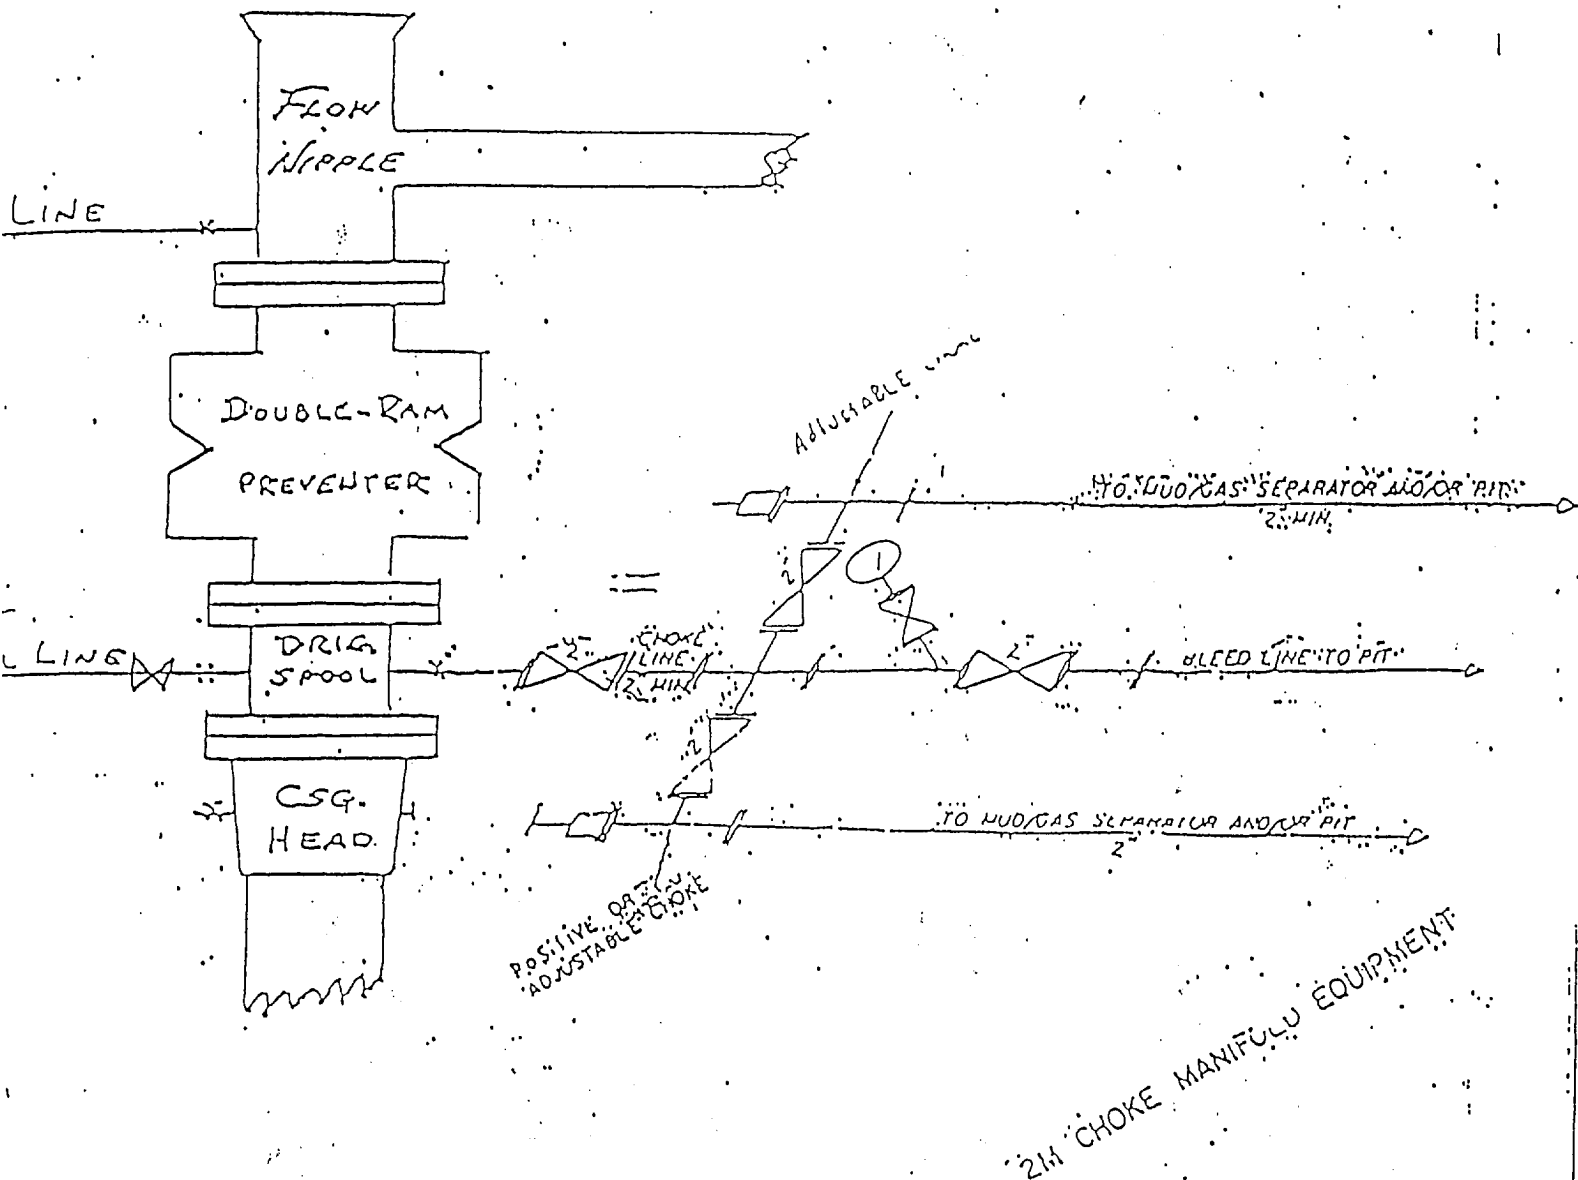 FLOW
NIPPLE
LINE
DOUBLE-RAM
PREVENTER
ADJUSTABLE
TO MUD/GAS SEPARATOR AND/OR PIT
2" MIN.
2"
1
LINE
DRLG
SPOOL
2"
CHOKE
LINE
2" MIN
2"
BLEED LINE TO PIT
2"
CSG.
HEAD
TO MUD/GAS SEPARATOR AND/OR PIT
2"
POSITIVE OR
ADJUSTABLE CHOKE
2M CHOKE MANIFOLD EQUIPMENT